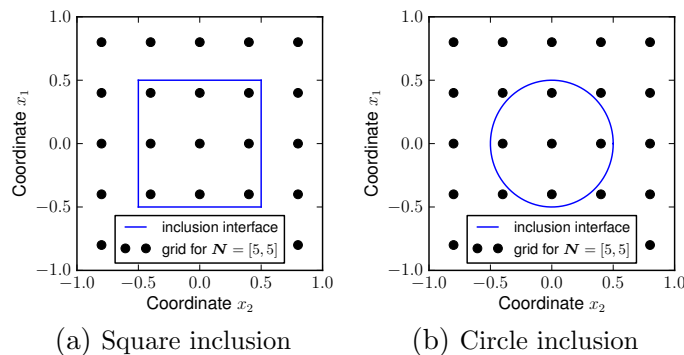 1.0
0.5
0.0
−0.5
−1.0
Coordinate x₁
inclusion interface
grid for N = [5, 5]
−1.0 −0.5 0.0 0.5 1.0
Coordinate x₂
(a) Square inclusion
1.0
0.5
0.0
−0.5
−1.0
Coordinate x₁
inclusion interface
grid for N = [5, 5]
−1.0 −0.5 0.0 0.5 1.0
Coordinate x₂
(b) Circle inclusion